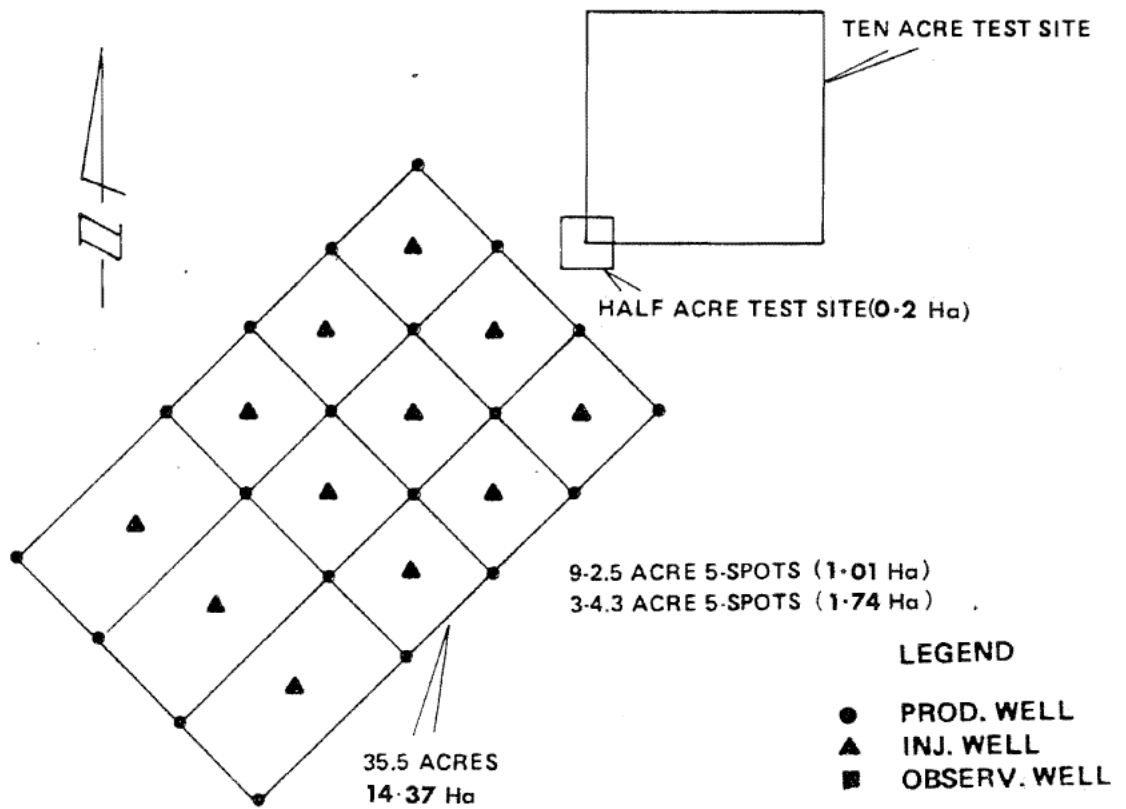 TEN ACRE TEST SITE
N
HALF ACRE TEST SITE(0·2 Ha)
9-2.5 ACRE 5-SPOTS (1·01 Ha)
3-4.3 ACRE 5-SPOTS (1·74 Ha)
35.5 ACRES
14·37 Ha
LEGEND
PROD. WELL
INJ. WELL
OBSERV. WELL